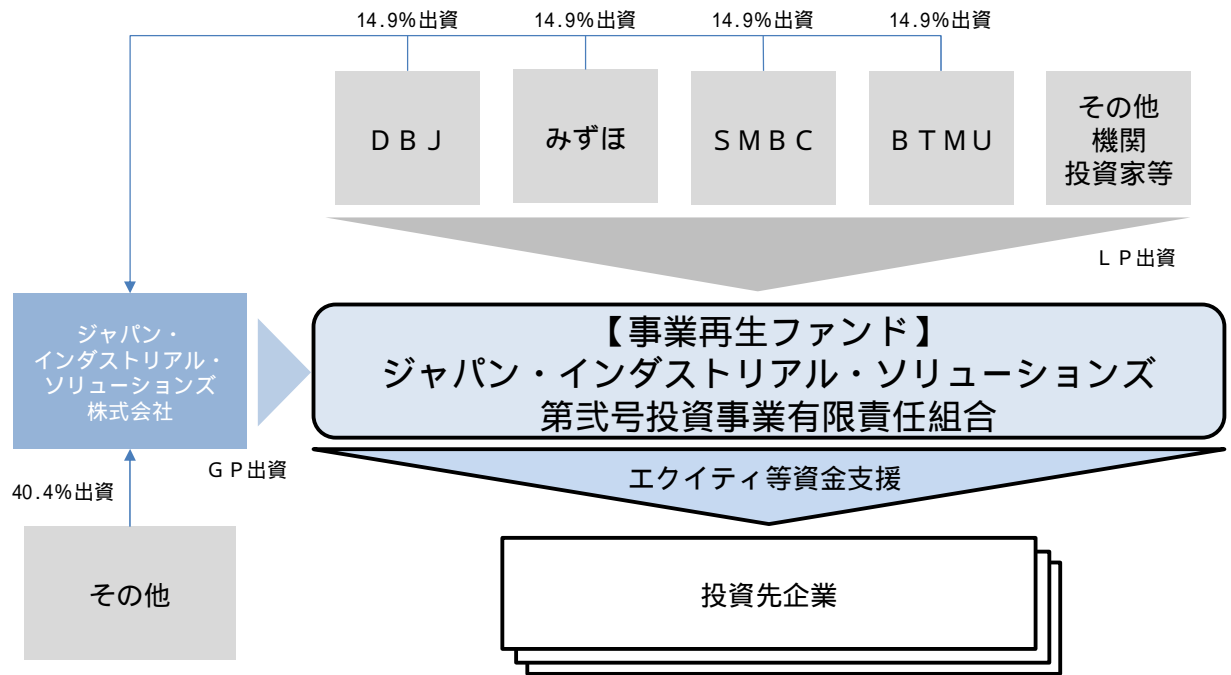 14.9%出資
14.9%出資
14.9%出資
14.9%出資
ＤＢＪ
みずほ
ＳＭＢＣ
ＢＴＭＵ
その他
機関
投資家等
ＬＰ出資
ジャパン・
インダストリアル・
ソリューションズ
株式会社
【事業再生ファンド】
ジャパン・インダストリアル・ソリューションズ
第弐号投資事業有限責任組合
ＧＰ出資
エクイティ等資金支援
40.4%出資
その他
投資先企業